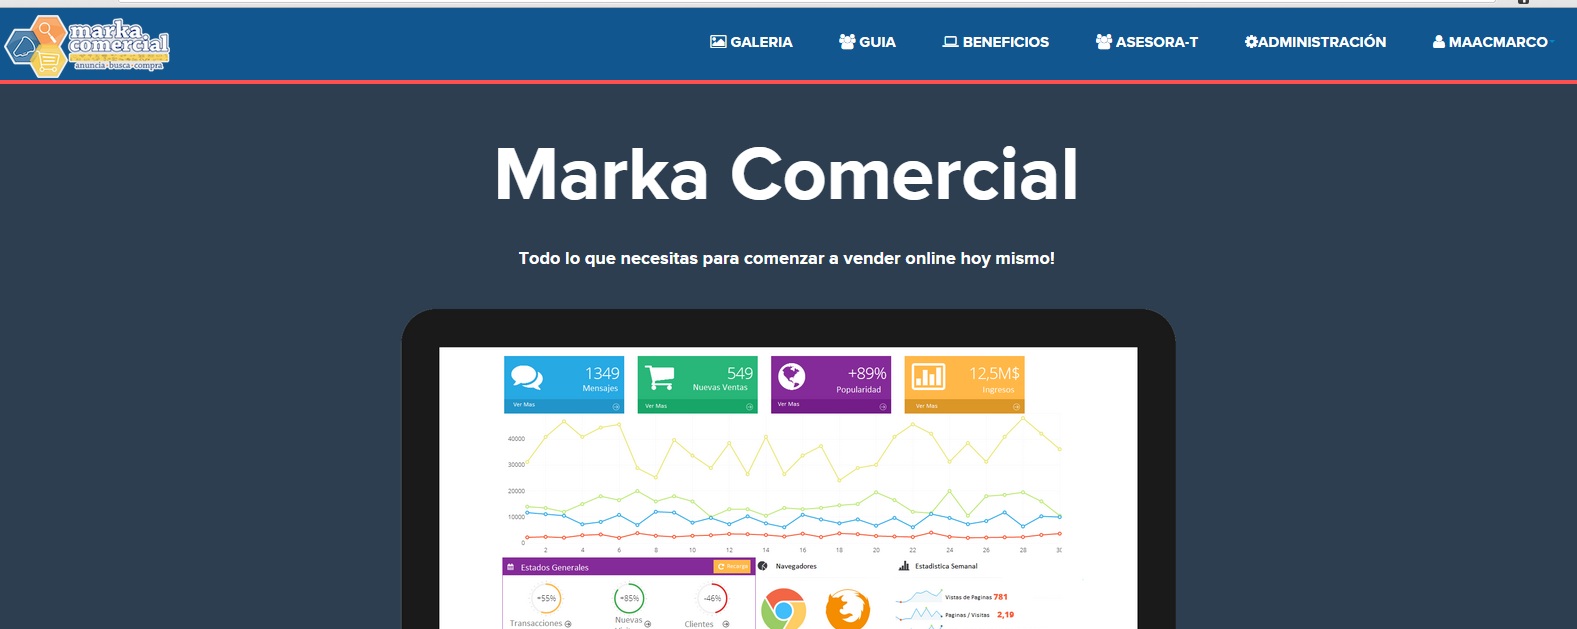 marka
comercial
anuncia-busca-compra
GALERIA
GUIA
BENEFICIOS
ASESORA-T
ADMINISTRACIÓN
MAACMARCO
Marka Comercial
Todo lo que necesitas para comenzar a vender online hoy mismo!
1349
Mensajes
Ver Mas
549
Nuevas Ventas
Ver Mas
+89%
Popularidad
Ver Mas
12,5M$
Ingresos
Ver Mas
40000
30000
20000
10000
0
2 4 6 8 10 12 14 16 18 20 22 24 26 28 30
Estados Generales
Recarga
Navegadores
Estadistica Semanal
+55%
+85%
-46%
Transacciones
Nuevas
Clientes
Vistas de Paginas 781
Paginas / Visitas 2,19